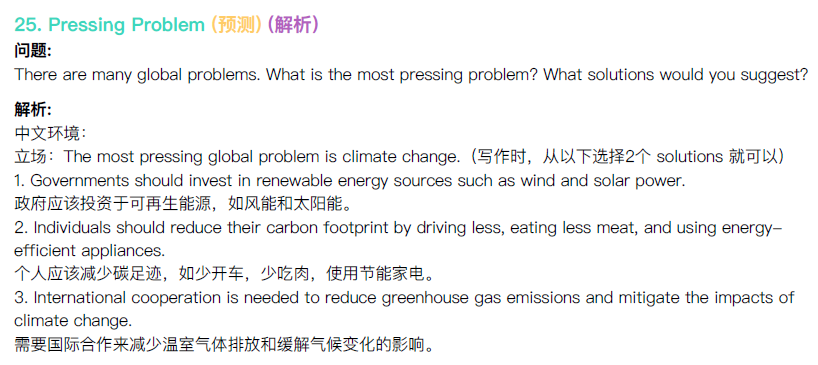 25. Pressing Problem (预测) (解析)
问题:
There are many global problems. What is the most pressing problem? What solutions would you suggest?
解析:
中文环境：
立场：The most pressing global problem is climate change.（写作时，从以下选择2个 solutions 就可以）
1. Governments should invest in renewable energy sources such as wind and solar power.
政府应该投资于可再生能源，如风能和太阳能。
2. Individuals should reduce their carbon footprint by driving less, eating less meat, and using energy-
efficient appliances.
个人应该减少碳足迹，如少开车，少吃肉，使用节能家电。
3. International cooperation is needed to reduce greenhouse gas emissions and mitigate the impacts of
climate change.
需要国际合作来减少温室气体排放和缓解气候变化的影响。